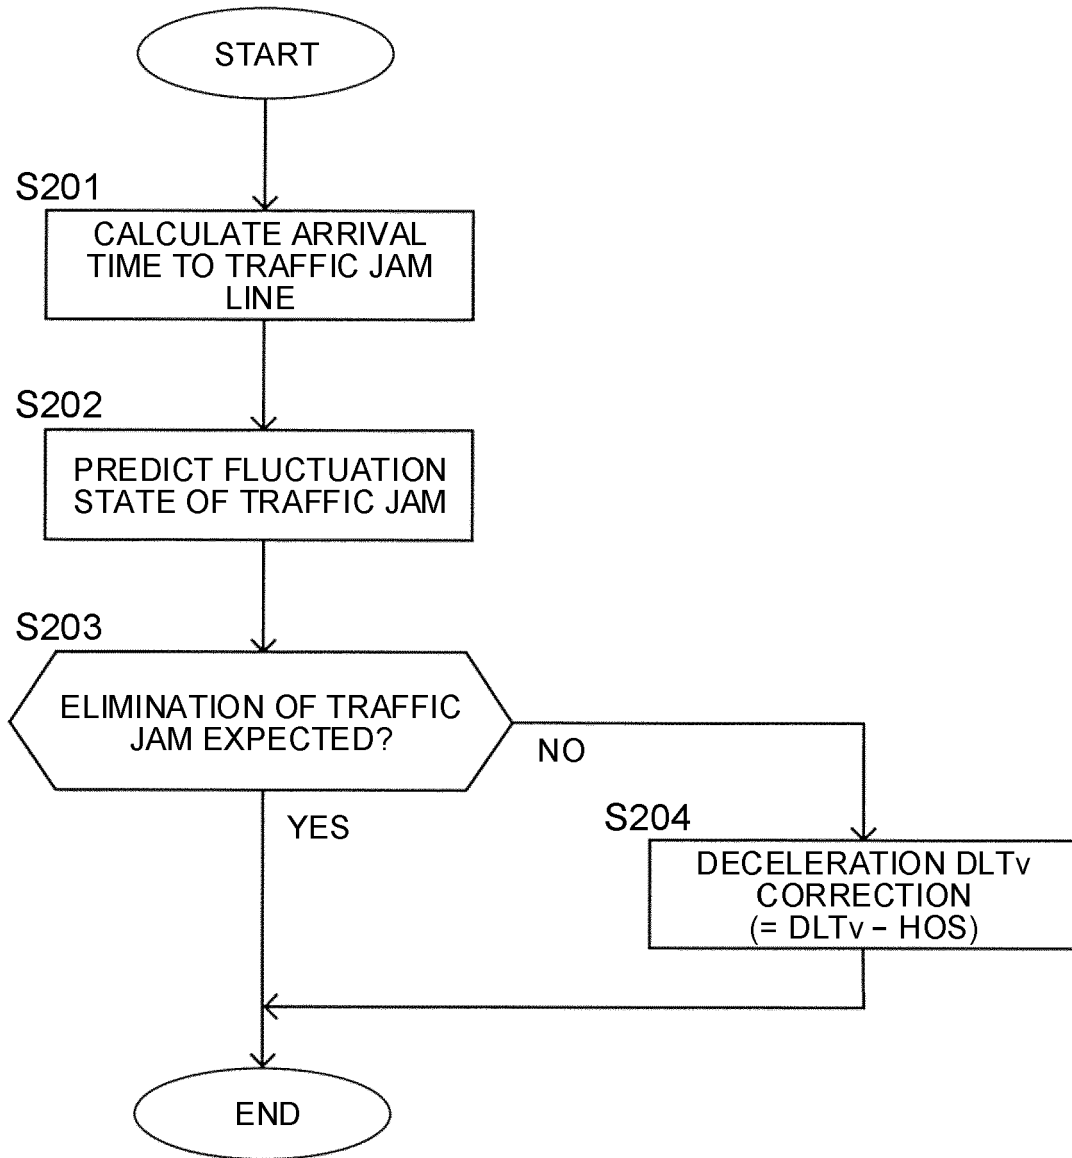 START
S201
CALCULATE ARRIVAL
TIME TO TRAFFIC JAM
LINE
S202
PREDICT FLUCTUATION
STATE OF TRAFFIC JAM
S203
ELIMINATION OF TRAFFIC
JAM EXPECTED?
NO
YES
S204
DECELERATION DLTv
CORRECTION
(= DLTv − HOS)
END